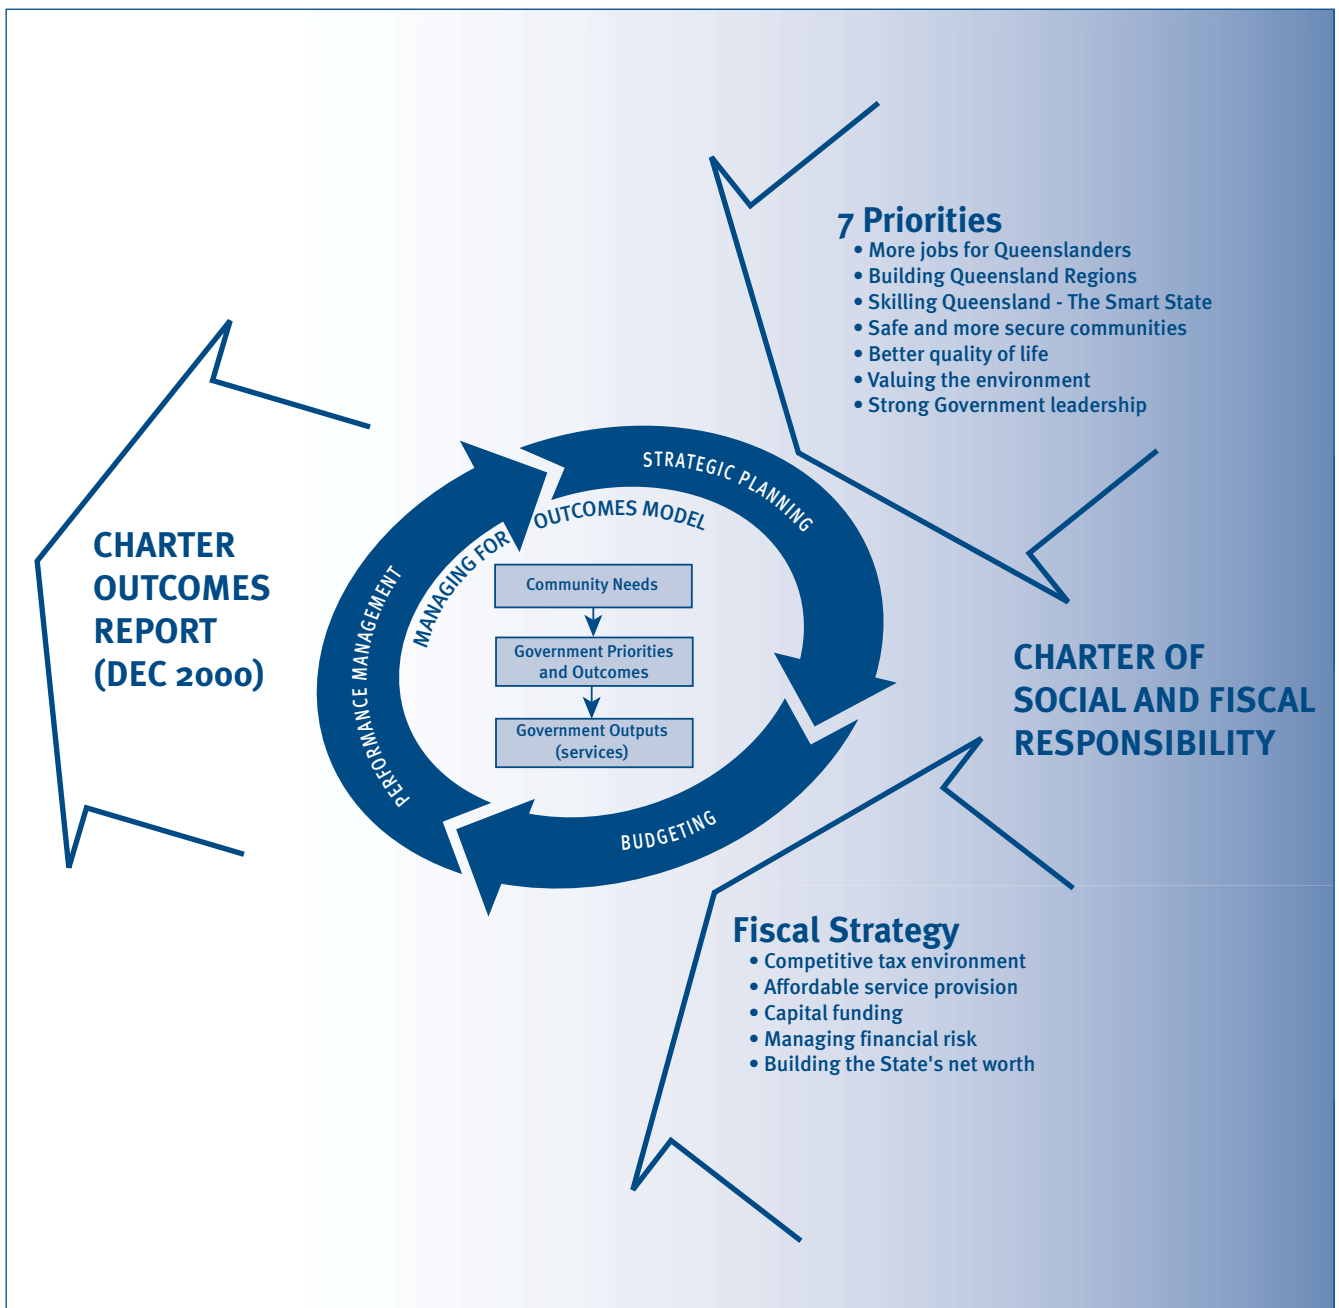 7 Priorities
• More jobs for Queenslanders
• Building Queensland Regions
• Skilling Queensland - The Smart State
• Safe and more secure communities
• Better quality of life
• Valuing the environment
• Strong Government leadership
STRATEGIC PLANNING
MANAGING FOR OUTCOMES MODEL
PERFORMANCE MANAGEMENT
BUDGETING
Community Needs
Government Priorities
and Outcomes
Government Outputs
(services)
CHARTER
OUTCOMES
REPORT
(DEC 2000)
CHARTER OF
SOCIAL AND FISCAL
RESPONSIBILITY
Fiscal Strategy
• Competitive tax environment
• Affordable service provision
• Capital funding
• Managing financial risk
• Building the State's net worth